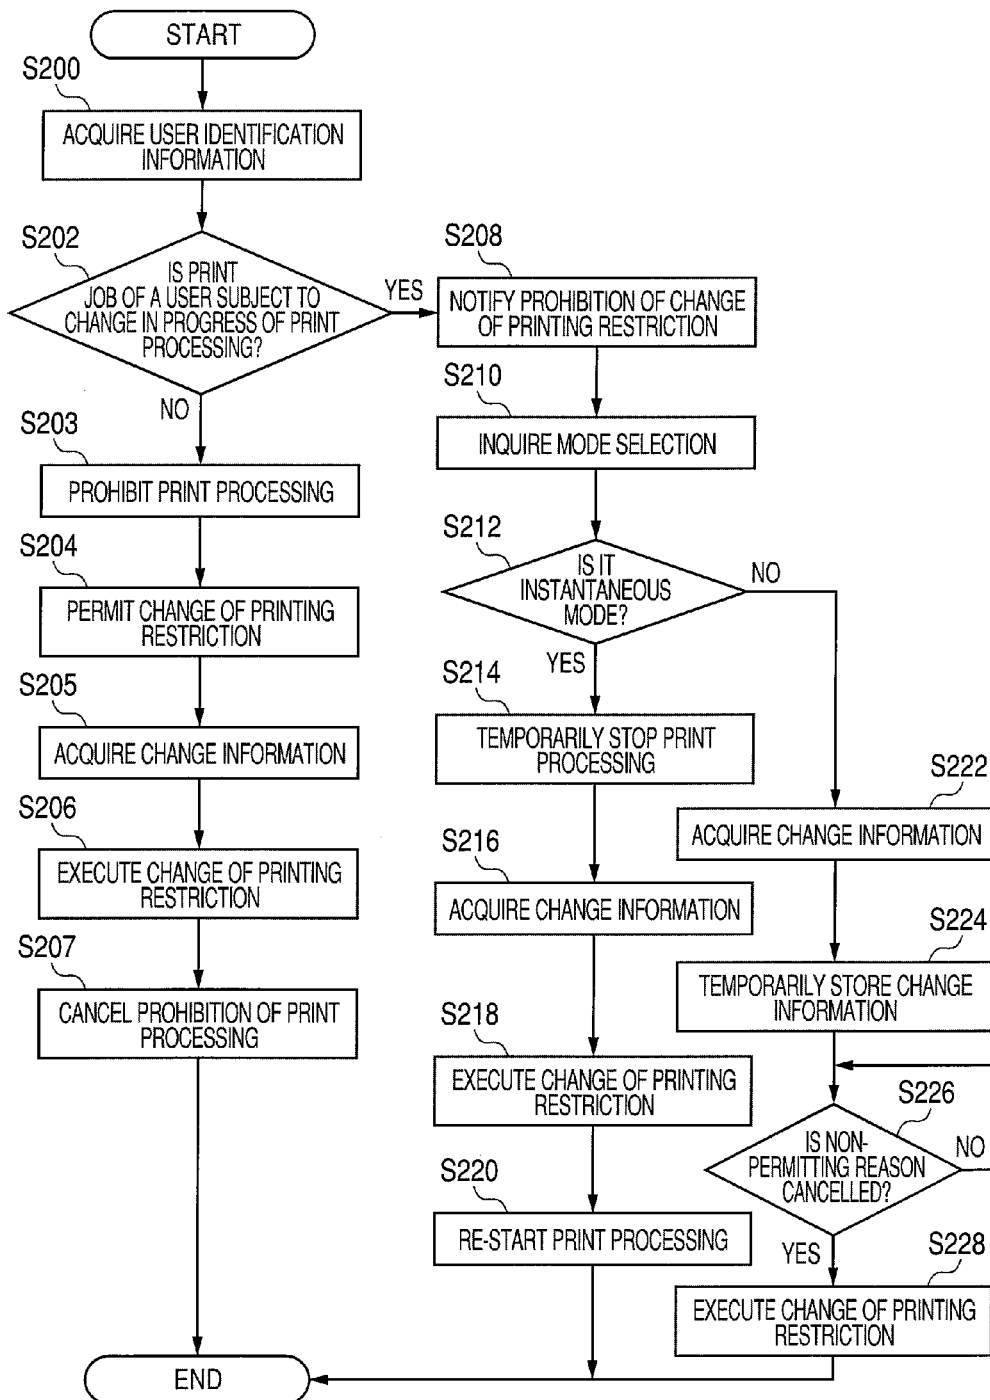 START
S200
ACQUIRE USER IDENTIFICATION
INFORMATION
S202
IS PRINT
JOB OF A USER SUBJECT TO
CHANGE IN PROGRESS OF PRINT
PROCESSING?
YES
NO
S203
PROHIBIT PRINT PROCESSING
S204
PERMIT CHANGE OF PRINTING
RESTRICTION
S205
ACQUIRE CHANGE INFORMATION
S206
EXECUTE CHANGE OF PRINTING
RESTRICTION
S207
CANCEL PROHIBITION OF PRINT
PROCESSING
S208
NOTIFY PROHIBITION OF CHANGE
OF PRINTING RESTRICTION
S210
INQUIRE MODE SELECTION
S212
IS IT
INSTANTANEOUS
MODE?
NO
YES
S214
TEMPORARILY STOP PRINT
PROCESSING
S216
ACQUIRE CHANGE INFORMATION
S218
EXECUTE CHANGE OF PRINTING
RESTRICTION
S220
RE-START PRINT PROCESSING
S222
ACQUIRE CHANGE INFORMATION
S224
TEMPORARILY STORE CHANGE
INFORMATION
S226
IS NON-
PERMITTING REASON
CANCELLED?
NO
YES
S228
EXECUTE CHANGE OF PRINTING
RESTRICTION
END